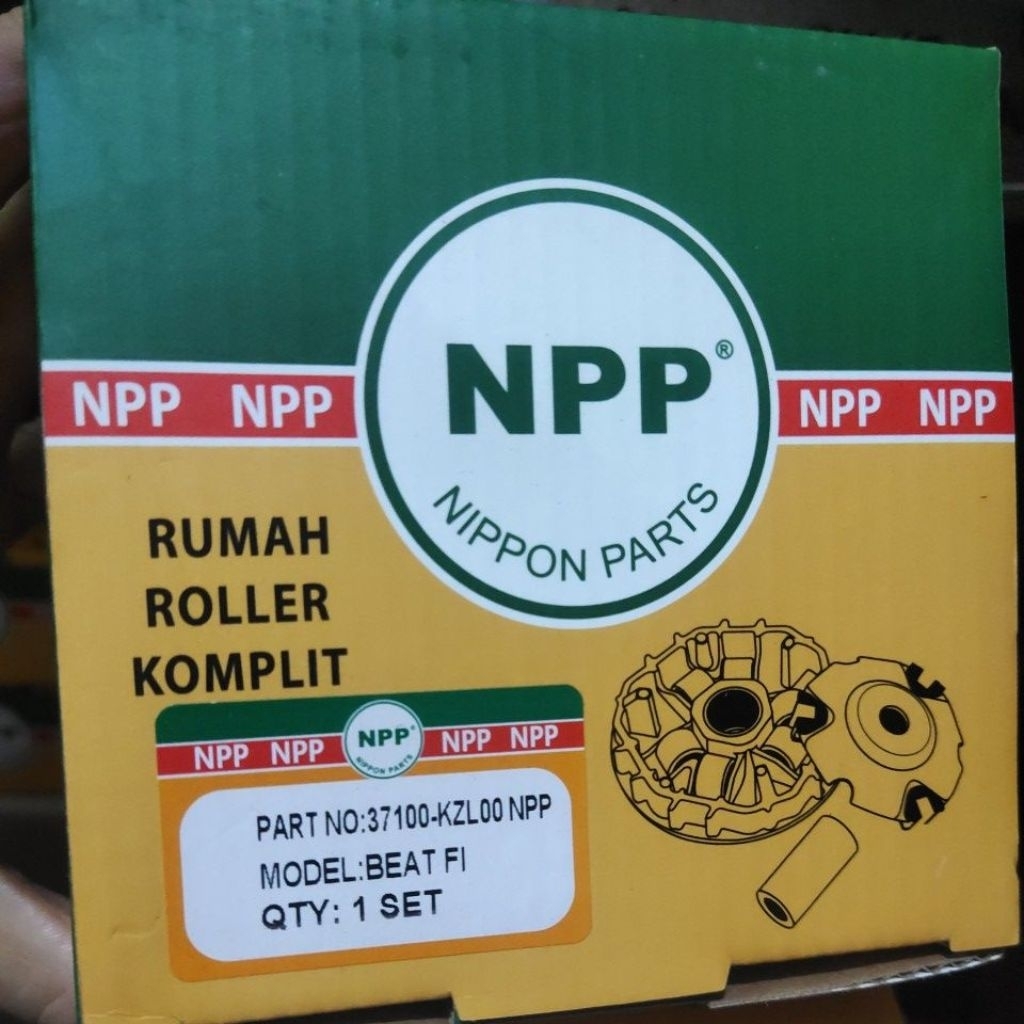 NPP®
NIPPON PARTS
NPP NPP
NPP NPP
RUMAH
ROLLER
KOMPLIT
NPP NPP
NPP®
NIPPON PARTS
NPP NPP
PART NO:37100-KZL00 NPP
MODEL:BEAT FI
QTY: 1 SET